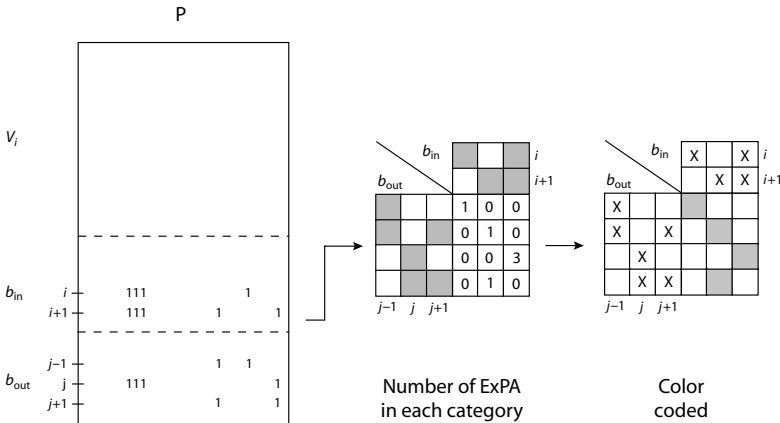 P
V_i
b_in
i 111 1
i+1 111 1 1
j–1 1 1
b_out
j 111 1
j+1 1 1
b_in
i
i+1
b_out
1 0 0
0 1 0
0 0 3
0 1 0
j–1 j j+1
Number of ExPA
in each category
b_in
X X i
X X i+1
b_out
X
X X
X
X X
j–1 j j+1
Color
coded